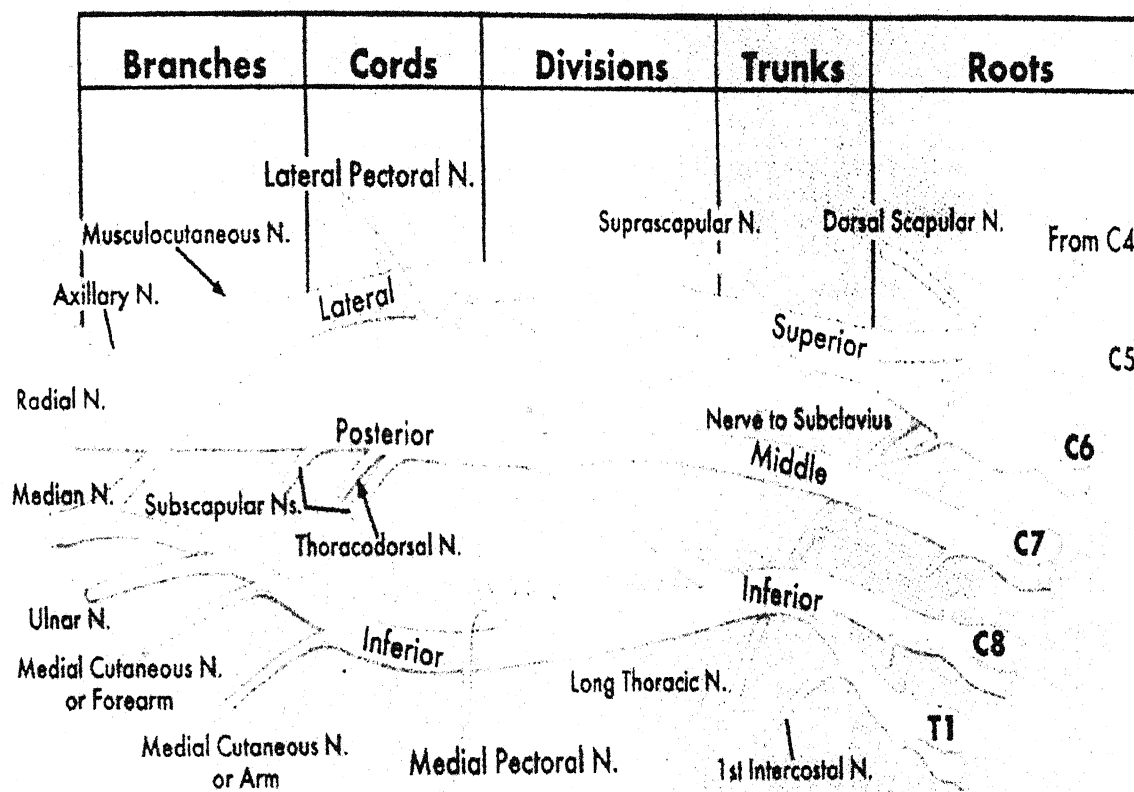 Branches Cords Divisions Trunks Roots
Lateral Pectoral N.
Musculocutaneous N.
Suprascapular N.
Dorsal Scapular N.
From C4
Axillary N.
Lateral
Superior
C5
Radial N.
Posterior
Nerve to Subclavius
Middle
C6
Median N.
Subscapular Ns.
Thoracodorsal N.
C7
Inferior
Ulnar N.
Inferior
C8
Medial Cutaneous N.
or Forearm
Long Thoracic N.
T1
Medial Cutaneous N.
or Arm
Medial Pectoral N.
1st Intercostal N.